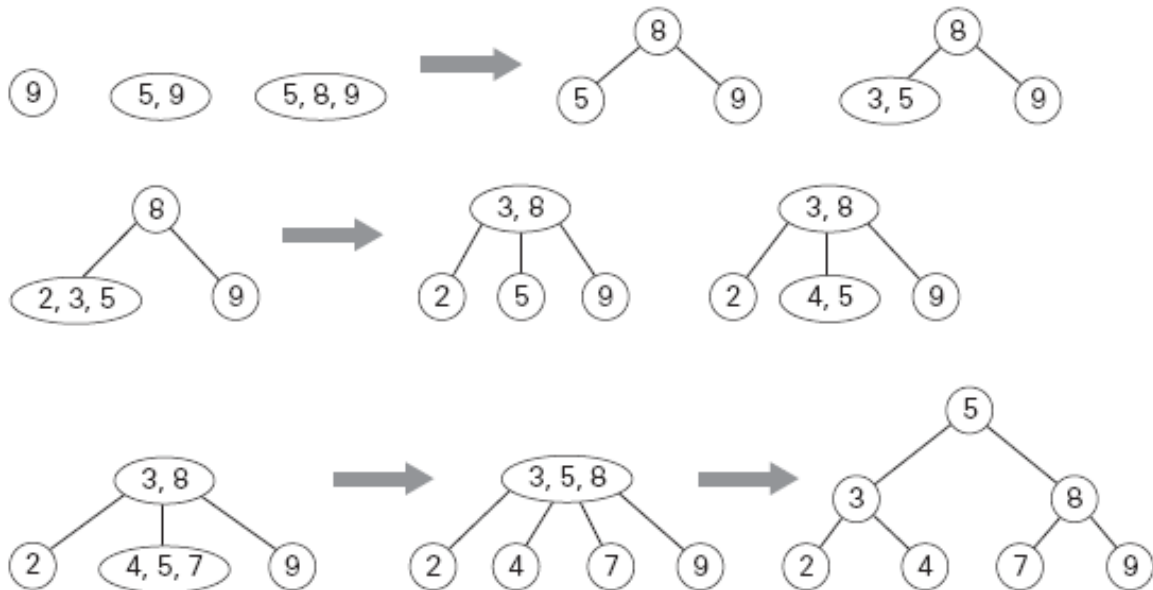 8 8
9 5, 9 5, 8, 9 5 9 3, 5 9
8 3, 8 3, 8
2, 3, 5 9 2 5 9 2 4, 5 9
5
3, 8 3, 5, 8 3 8
2 4, 5, 7 9 2 4 7 9 2 4 7 9